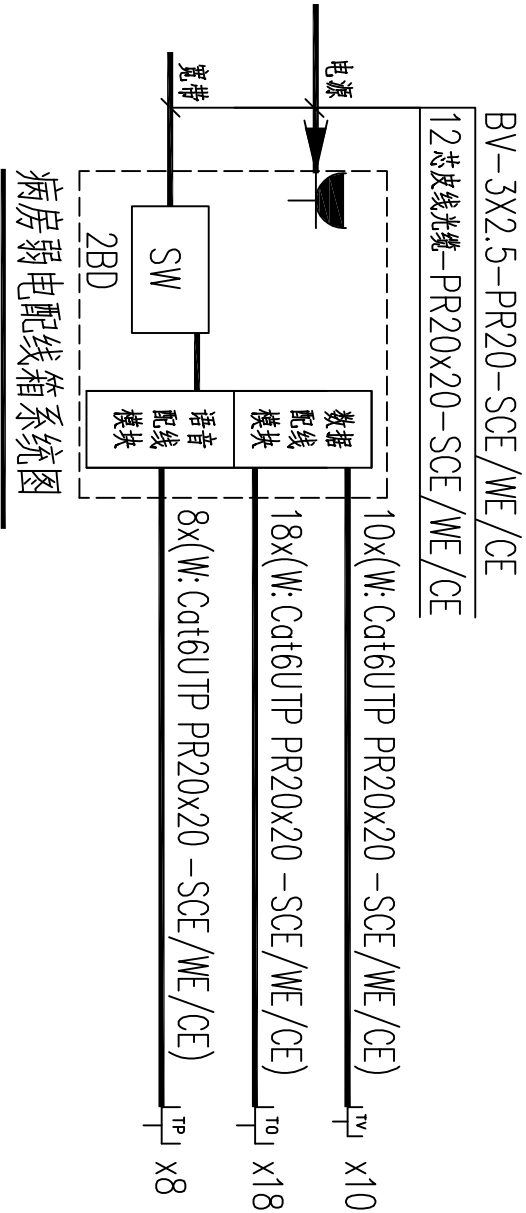 BV-3X2.5-PR20-SCE/WE/CE
12芯皮线光缆-PR20x20-SCE/WE/CE
电源
宽带
SW
2BD
数据
配线
模块
语音
配线
模块
10x(W: Cat6UTP PR20x20 -SCE/WE/CE)
TV
x10
18x(W: Cat6UTP PR20x20 -SCE/WE/CE)
TO
x18
8x(W: Cat6UTP PR20x20 -SCE/WE/CE)
TP
x8
病房弱电配线箱系统图